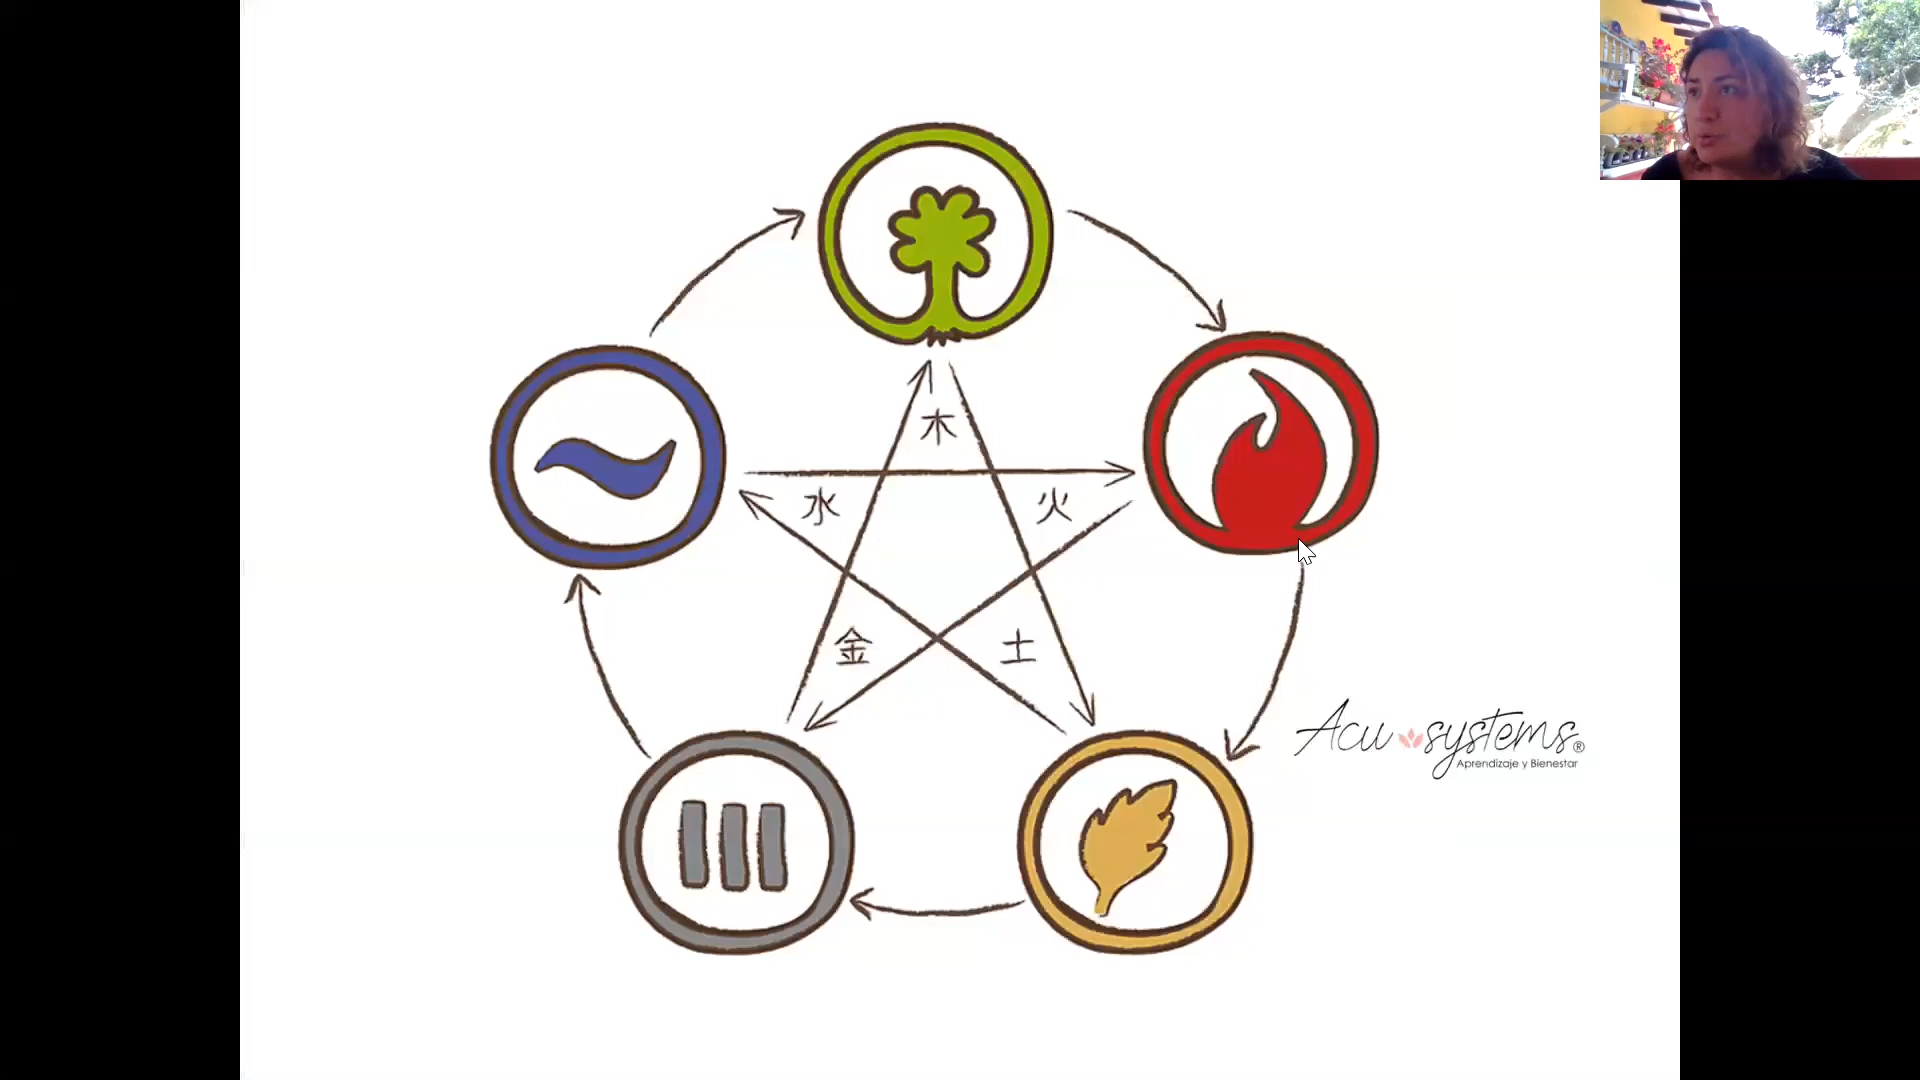 木
水
火
金
土
Acu systems®
Aprendizaje y Bienestar